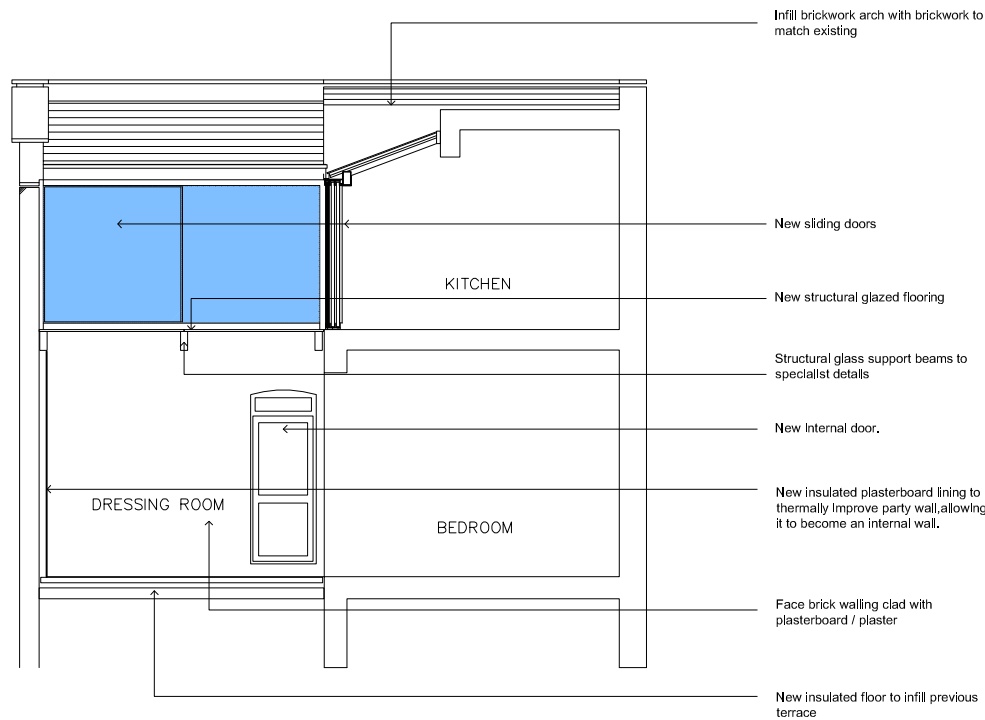 Infill brickwork arch with brickwork to
match existing
New sliding doors
KITCHEN
New structural glazed flooring
Structural glass support beams to
specialist details
New Internal door.
DRESSING ROOM
New insulated plasterboard lining to
thermally improve party wall,allowing
it to become an internal wall.
BEDROOM
Face brick walling clad with
plasterboard / plaster
New insulated floor to infill previous
terrace